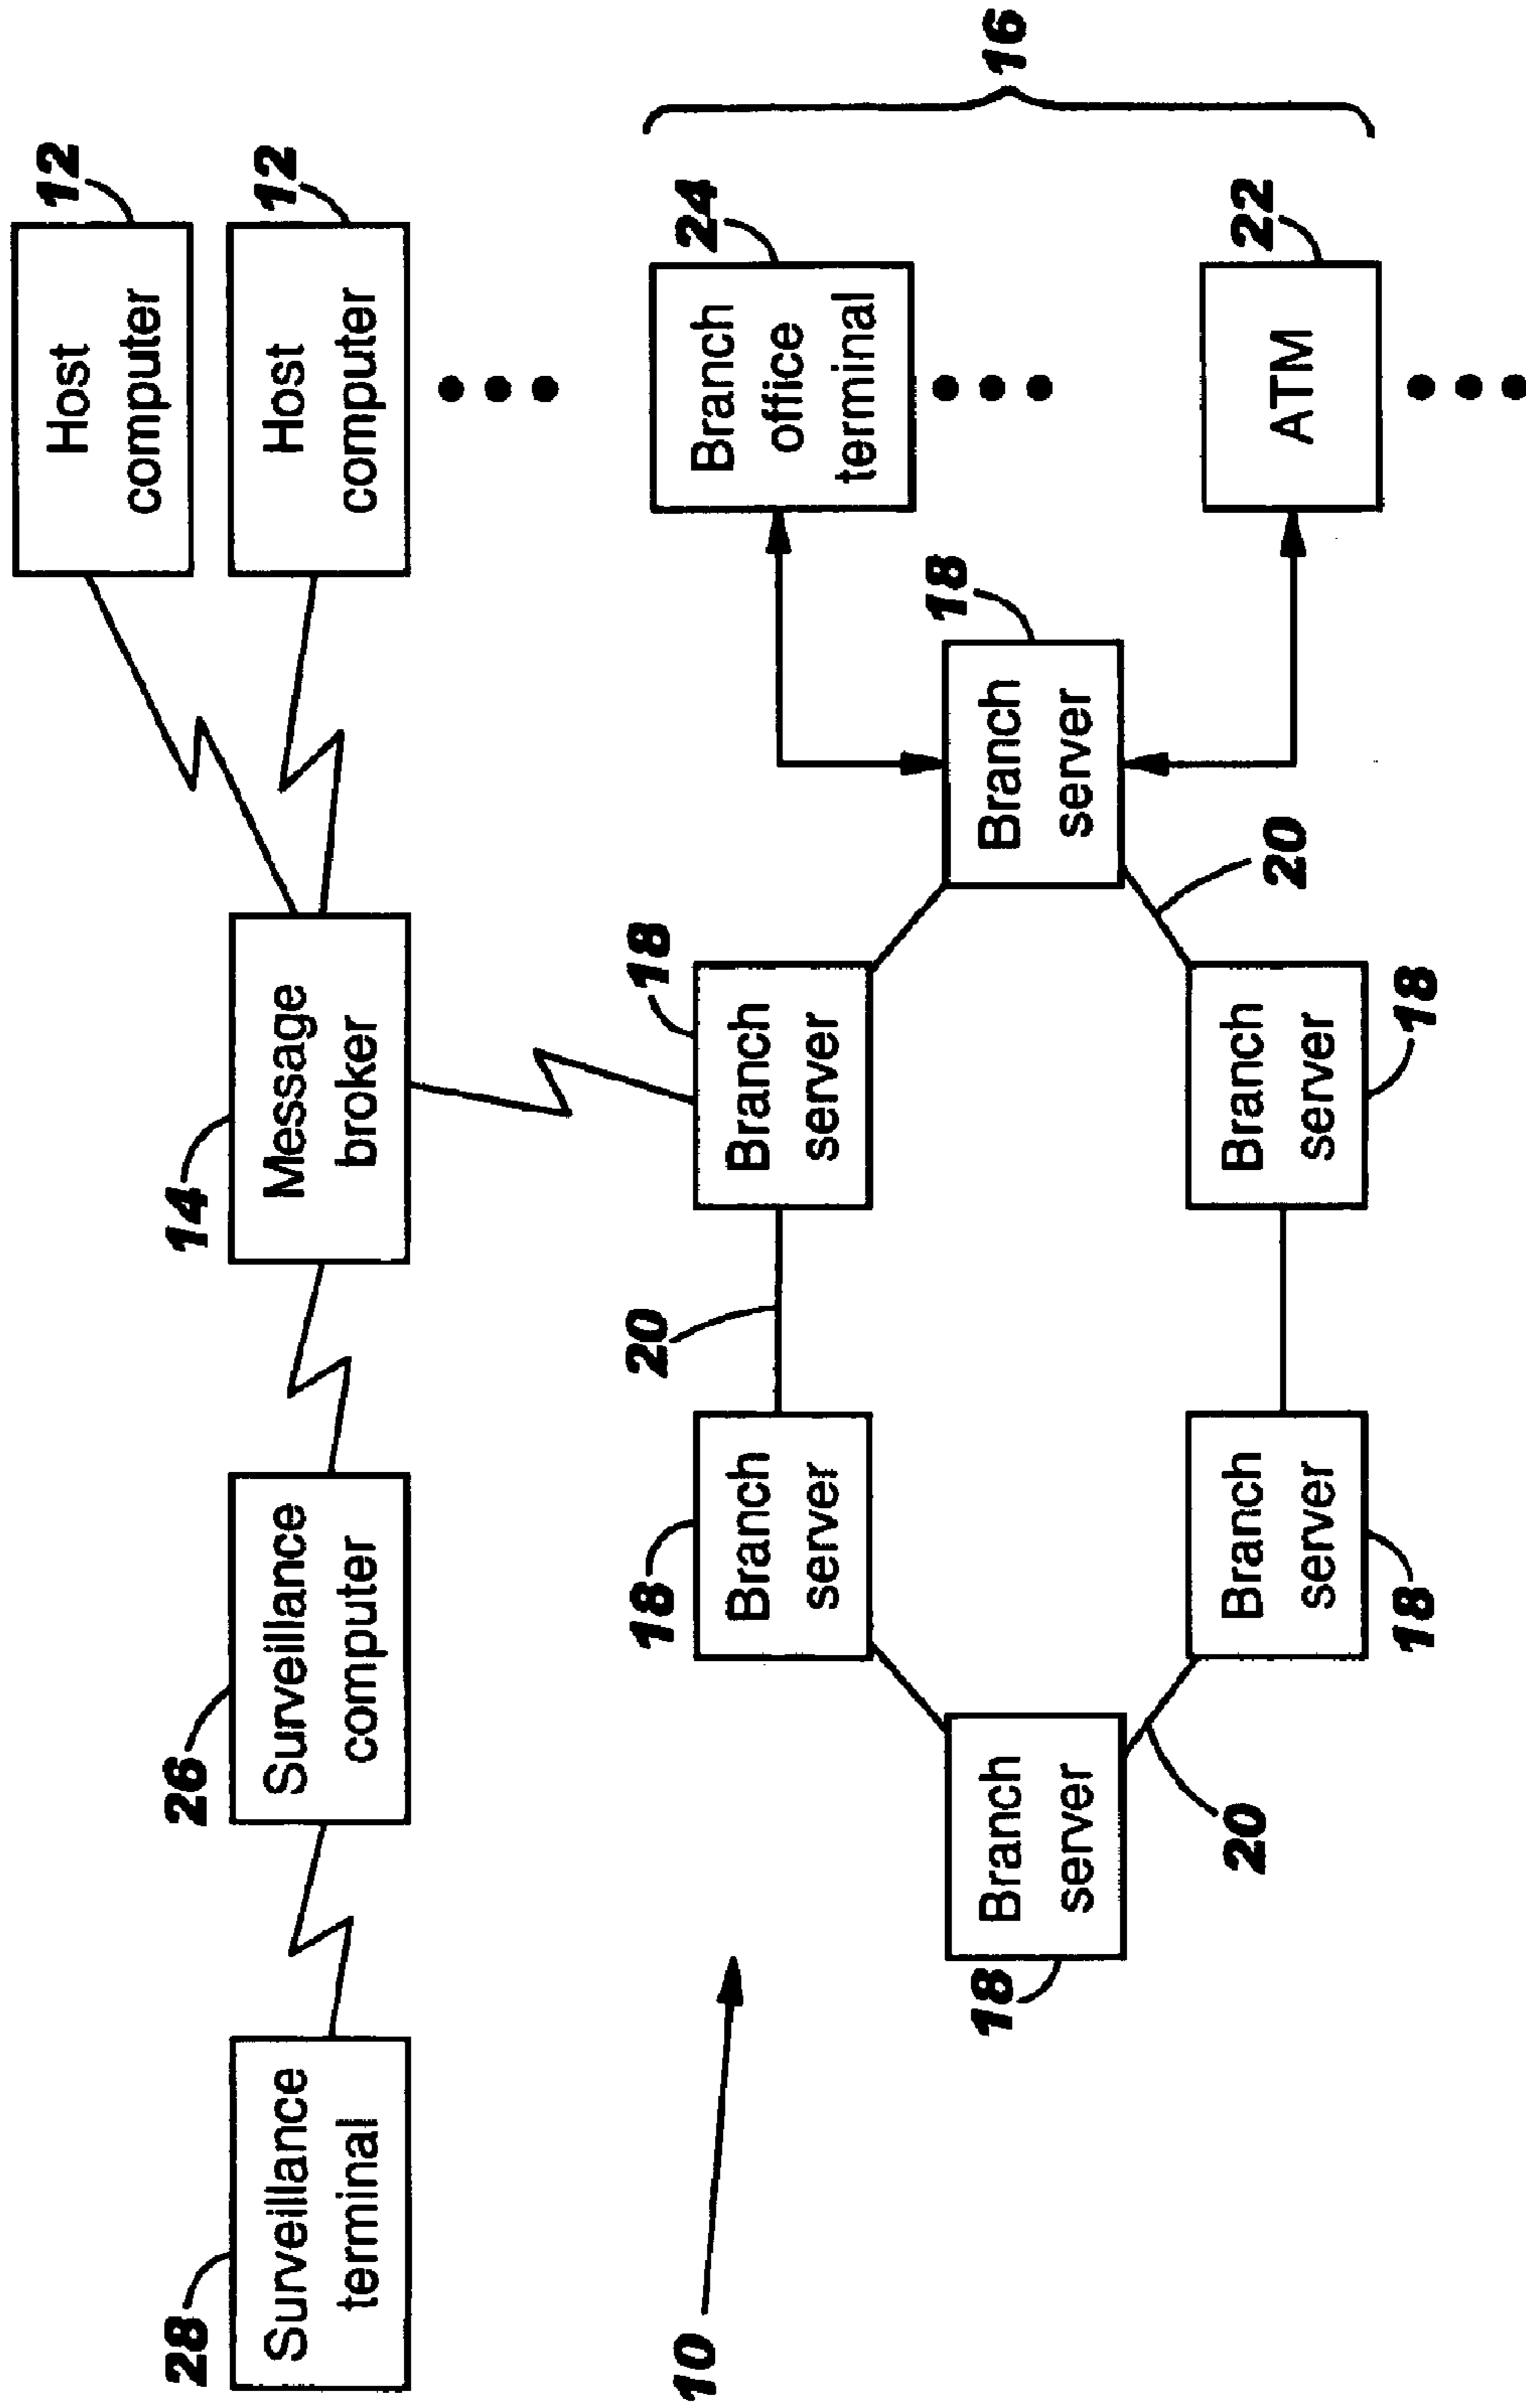 Host
computer
12
28
Surveillance
terminal
26
Surveillance
computer
14
Message
broker
Host
computer
12
10
18
Branch
server
20
18
Branch
server
24
Branch
office
terminal
16
18
Branch
server
18
Branch
server
20
20
Branch
server
18
Branch
server
18
ATM
22